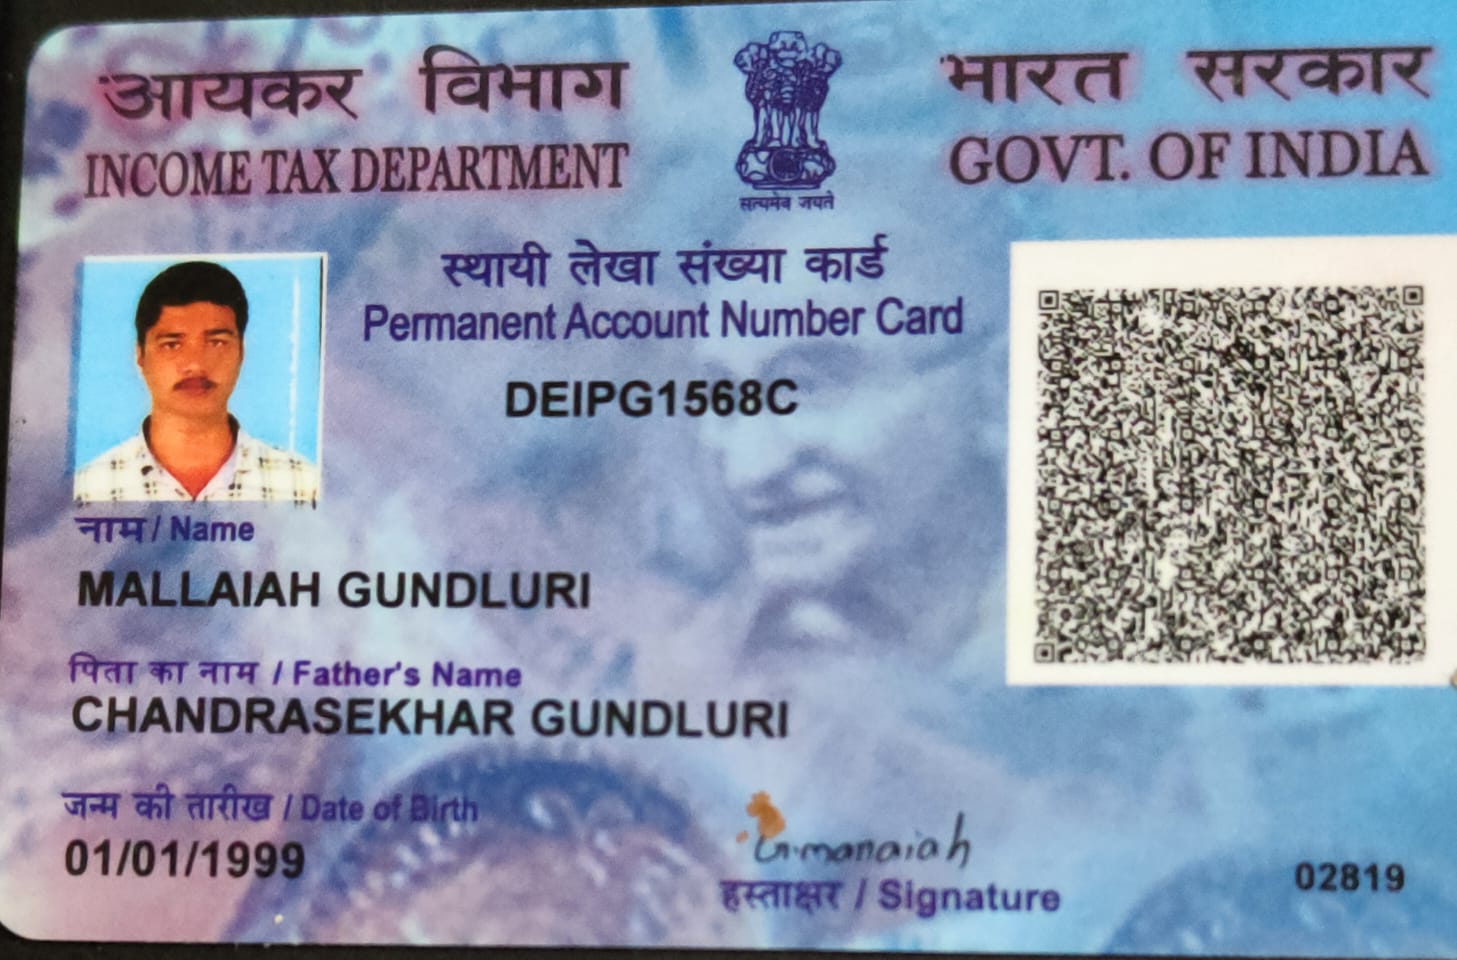 आयकर विभाग
INCOME TAX DEPARTMENT
सत्यमेव जयते
भारत सरकार
GOVT. OF INDIA
स्थायी लेखा संख्या कार्ड
Permanent Account Number Card
DEIPG1568C
नाम / Name
MALLAIAH GUNDLURI
पिता का नाम / Father's Name
CHANDRASEKHAR GUNDLURI
जन्म की तारीख / Date of Birth
01/01/1999
हस्ताक्षर / Signature
02819